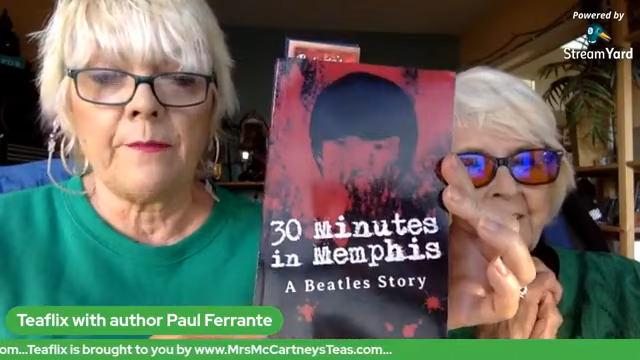 Powered by
StreamYard
30 Minutes
in Memphis
A Beatles Story
Teaflix with author Paul Ferrante
om...Teaflix is brought to you by www.MrsMcCartneysTeas.com...